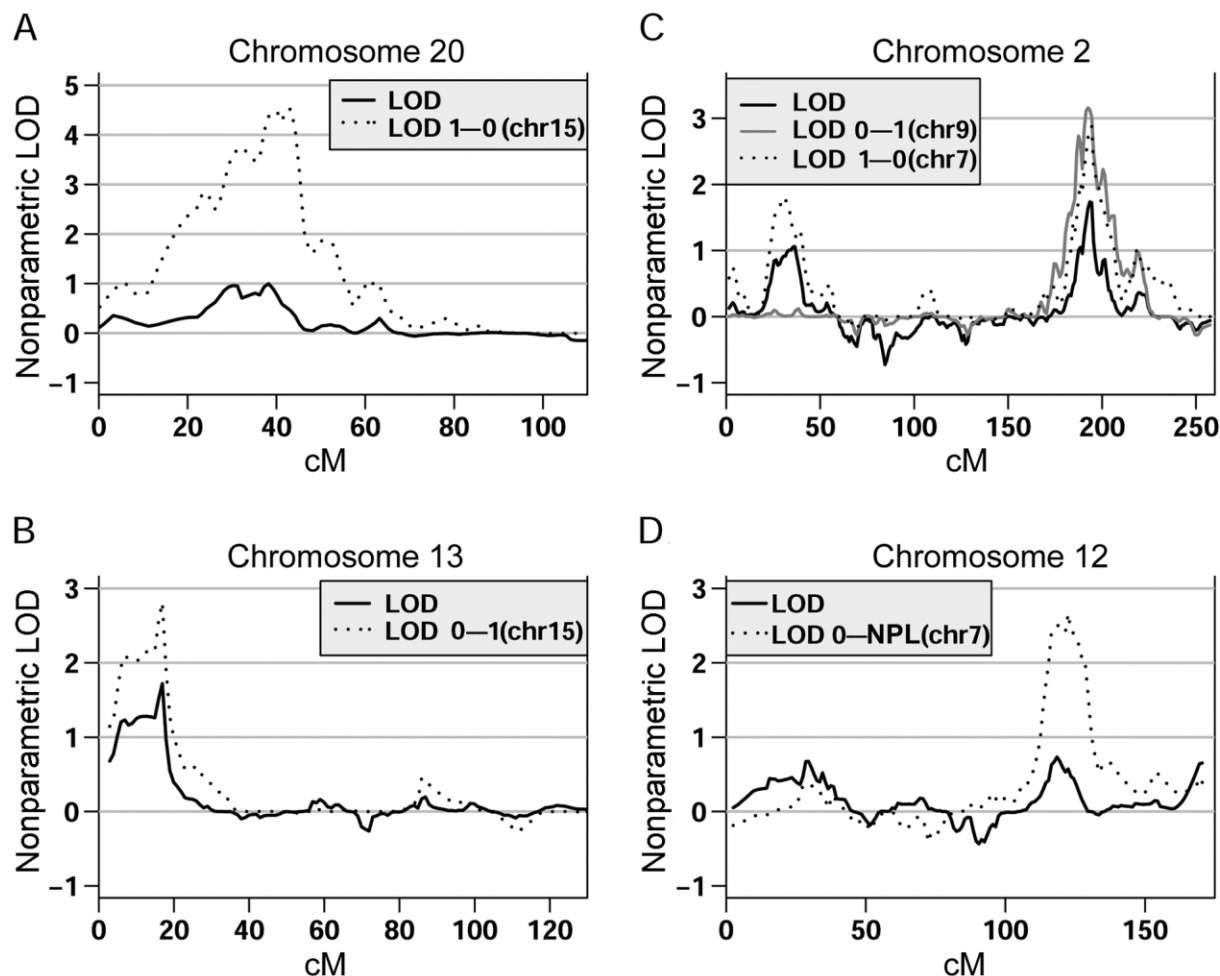 A
Chromosome 20
LOD
LOD 1—0 (chr15)
Nonparametric LOD
5
4
3
2
1
0
−1
0 20 40 60 80 100
cM
C
Chromosome 2
LOD
LOD 0—1(chr9)
LOD 1—0(chr7)
Nonparametric LOD
3
2
1
0
−1
0 50 100 150 200 250
cM
B
Chromosome 13
LOD
LOD 0—1(chr15)
Nonparametric LOD
3
2
1
0
−1
0 20 40 60 80 100 120
cM
D
Chromosome 12
LOD
LOD 0—NPL(chr7)
Nonparametric LOD
3
2
1
0
−1
0 50 100 150
cM